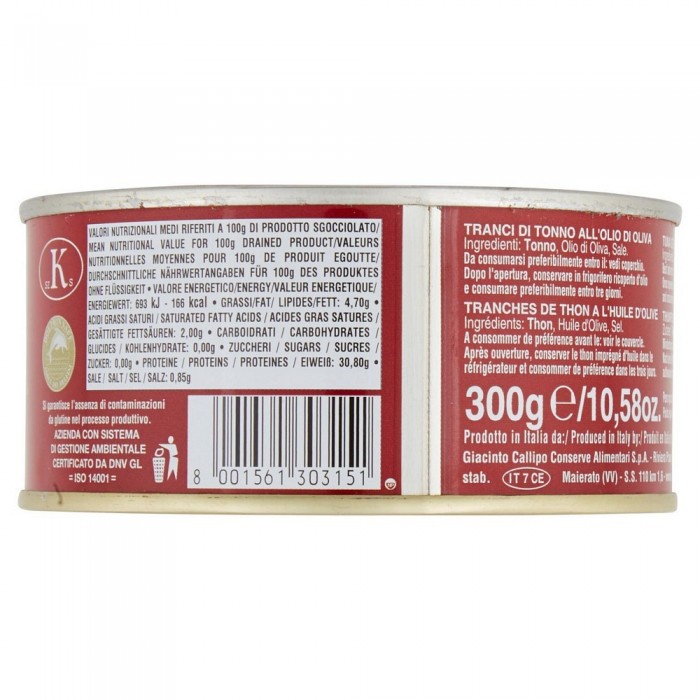 K
ST S
VALORI NUTRIZIONALI MEDI RIFERITI A 100g DI PRODOTTO SGOCCIOLATO/
MEAN NUTRITIONAL VALUE FOR 100g DRAINED PRODUCT/VALEURS
NUTRITIONNELLES MOYENNES POUR 100g DE PRODUIT EGOUTTE/
DURCHSCHNITTLICHE NÄHRWERTANGABEN FÜR 100g DES PRODUKTES
OHNE FLÜSSIGKEIT • VALORE ENERGETICO/ENERGY/VALEUR ENERGETIQUE/
ENERGIEWERT: 693 kJ - 166 kcal • GRASSI/FAT/ LIPIDES/FETT: 4,70g •
ACIDI GRASSI SATURI / SATURATED FATTY ACIDS / ACIDES GRAS SATURES /
GESÄTTIGTE FETTSÄUREN: 2,00g • CARBOIDRATI / CARBOHYDRATES /
GLUCIDES / KOHLENHYDRATE: 0,00g • ZUCCHERI / SUGARS / SUCRES /
ZUCKER: 0,00g • PROTEINE / PROTEINS / PROTEINES / EIWEIß: 30,80g •
SALE / SALT / SEL / SALZ: 0,85g
Si garantisce l'assenza di contaminazioni
da glutine nel processo produttivo.
AZIENDA CON SISTEMA
DI GESTIONE AMBIENTALE
CERTIFICATO DA DNV GL
= ISO 14001 =
8 001561 303151
TRANCI DI TONNO ALL'OLIO DI OLIVA
Ingredienti: Tonno, Olio di Oliva, Sale.
Da consumarsi preferibilmente entro il: vedi coperchio.
Dopo l'apertura, conservare in frigorifero ricoperto d'olio
e consumare preferibilmente entro tre giorni.
TRANCHES DE THON A L'HUILE D'OLIVE
Ingrédients: Thon, Huile d'Olive, Sel.
A consommer de préférence avant le: voir le couvercle.
Après ouverture, conserver le thon imprégné d'huile dans le
réfrigérateur et consommer de préférence dans les trois jours.
300g e/10,58oz.
Prodotto in Italia da:/ Produced in Italy by:/ Produit en
Giacinto Callipo Conserve Alimentari S.p.A. - Riviera
stab. IT 7 CE Maierato (VV) - S.S. 110 km 1,8